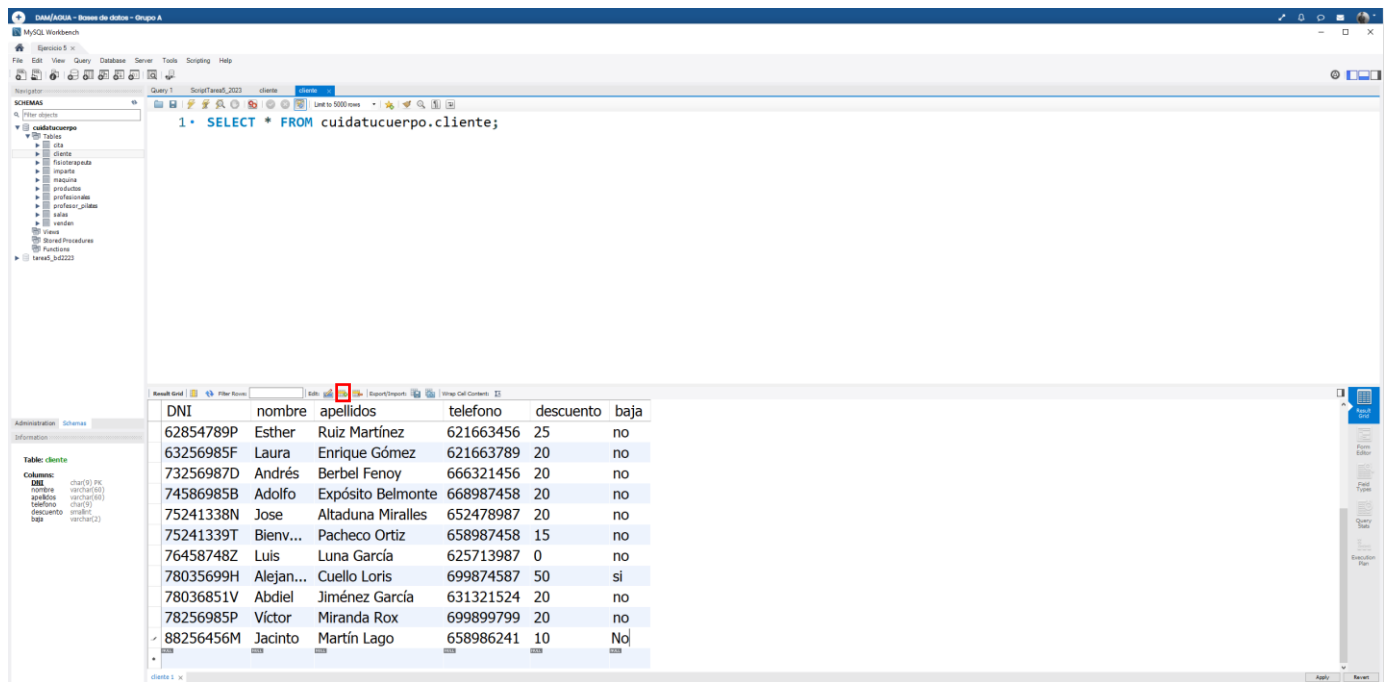 DAM/AGUA - Bases de datos - Grupo A
MySQL Workbench
Ejercicio 5 ×
File Edit View Query Database Server Tools Scripting Help
Navigator
Query 1 ScriptTarea5_2023 cliente cliente ×
SCHEMAS
Limit to 5000 rows
Filter objects
1 SELECT * FROM cuidatucuerpo.cliente;
cuidatucuerpo
Tables
cita
cliente
fisioterapeuta
imparte
maquina
productos
profesionales
profesor_pilates
salas
venden
Views
Stored Procedures
Functions
tarea5_bd2223
Result Grid Filter Rows: Edit: Export/Import: Wrap Cell Content:
DNI nombre apellidos telefono descuento baja
62854789P Esther Ruiz Martínez 621663456 25 no
63256985F Laura Enrique Gómez 621663789 20 no
73256987D Andrés Berbel Fenoy 666321456 20 no
74586985B Adolfo Expósito Belmonte 668987458 20 no
75241338N Jose Altaduna Miralles 652478987 20 no
75241339T Bienv... Pacheco Ortiz 658987458 15 no
76458748Z Luis Luna García 625713987 0 no
78035699H Alejan... Cuello Loris 699874587 50 si
78036851V Abdiel Jiménez García 631321524 20 no
78256985P Víctor Miranda Rox 699899799 20 no
88256456M Jacinto Martín Lago 658986241 10 No
NULL NULL NULL NULL NULL NULL
Result Grid
Form Editor
Field Types
Query Stats
Execution Plan
Administration Schemas
Information
Table: cliente
Columns:
DNI char(9) PK
nombre varchar(60)
apellidos varchar(60)
telefono char(9)
descuento smallint
baja varchar(2)
cliente 1 ×
Apply Revert